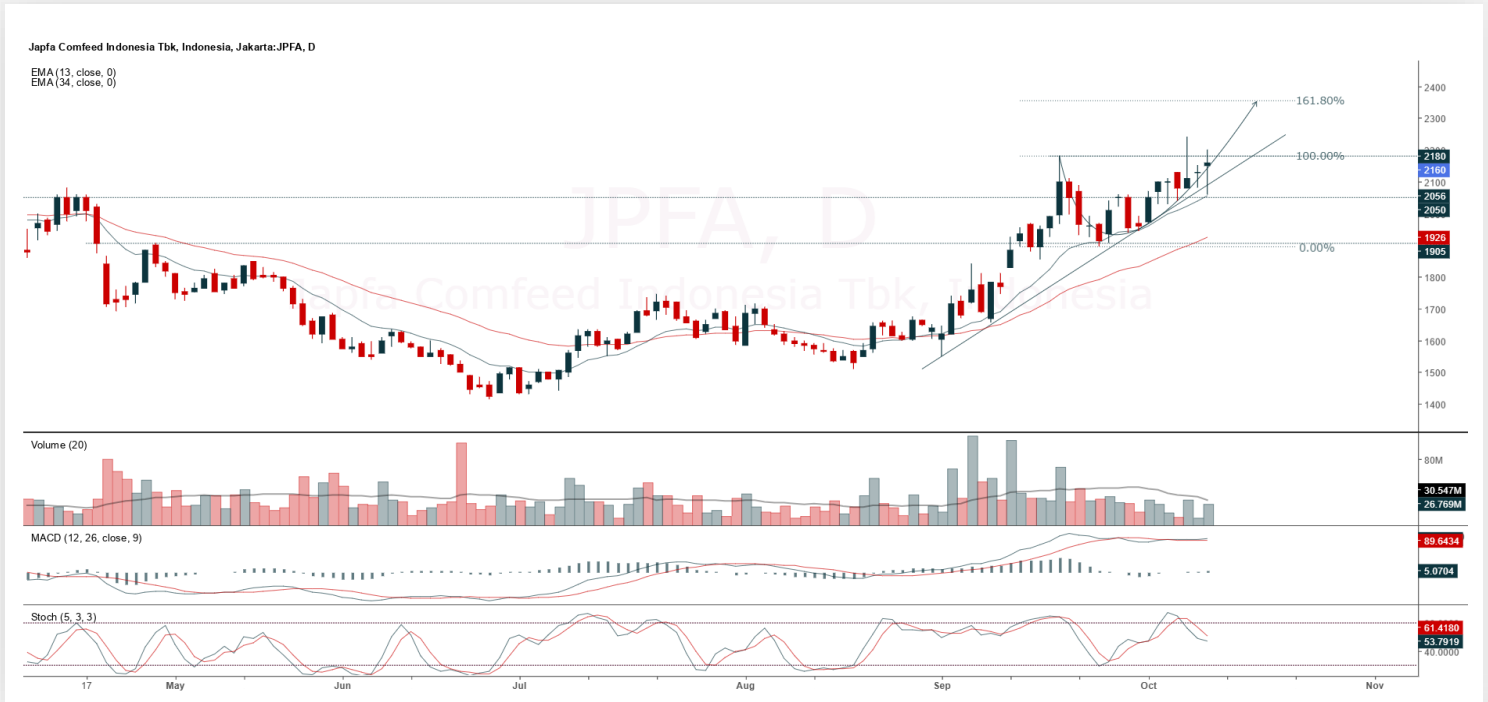 Japfa Comfeed Indonesia Tbk, Indonesia, Jakarta:JPFA, D
EMA (13, close, 0)
EMA (34, close, 0)
JPFA, D
Japfa Comfeed Indonesia Tbk, Indonesia
161.80%
100.00%
0.00%
2400
2300
2180
2160
2100
2056
2050
1926
1905
1800
1700
1600
1500
1400
Volume (20)
80M
30.547M
26.769M
MACD (12, 26, close, 9)
89.6434
5.0704
Stoch (5, 3, 3)
61.4180
53.7919
40.0000
17 May Jun Jul Aug Sep Oct Nov